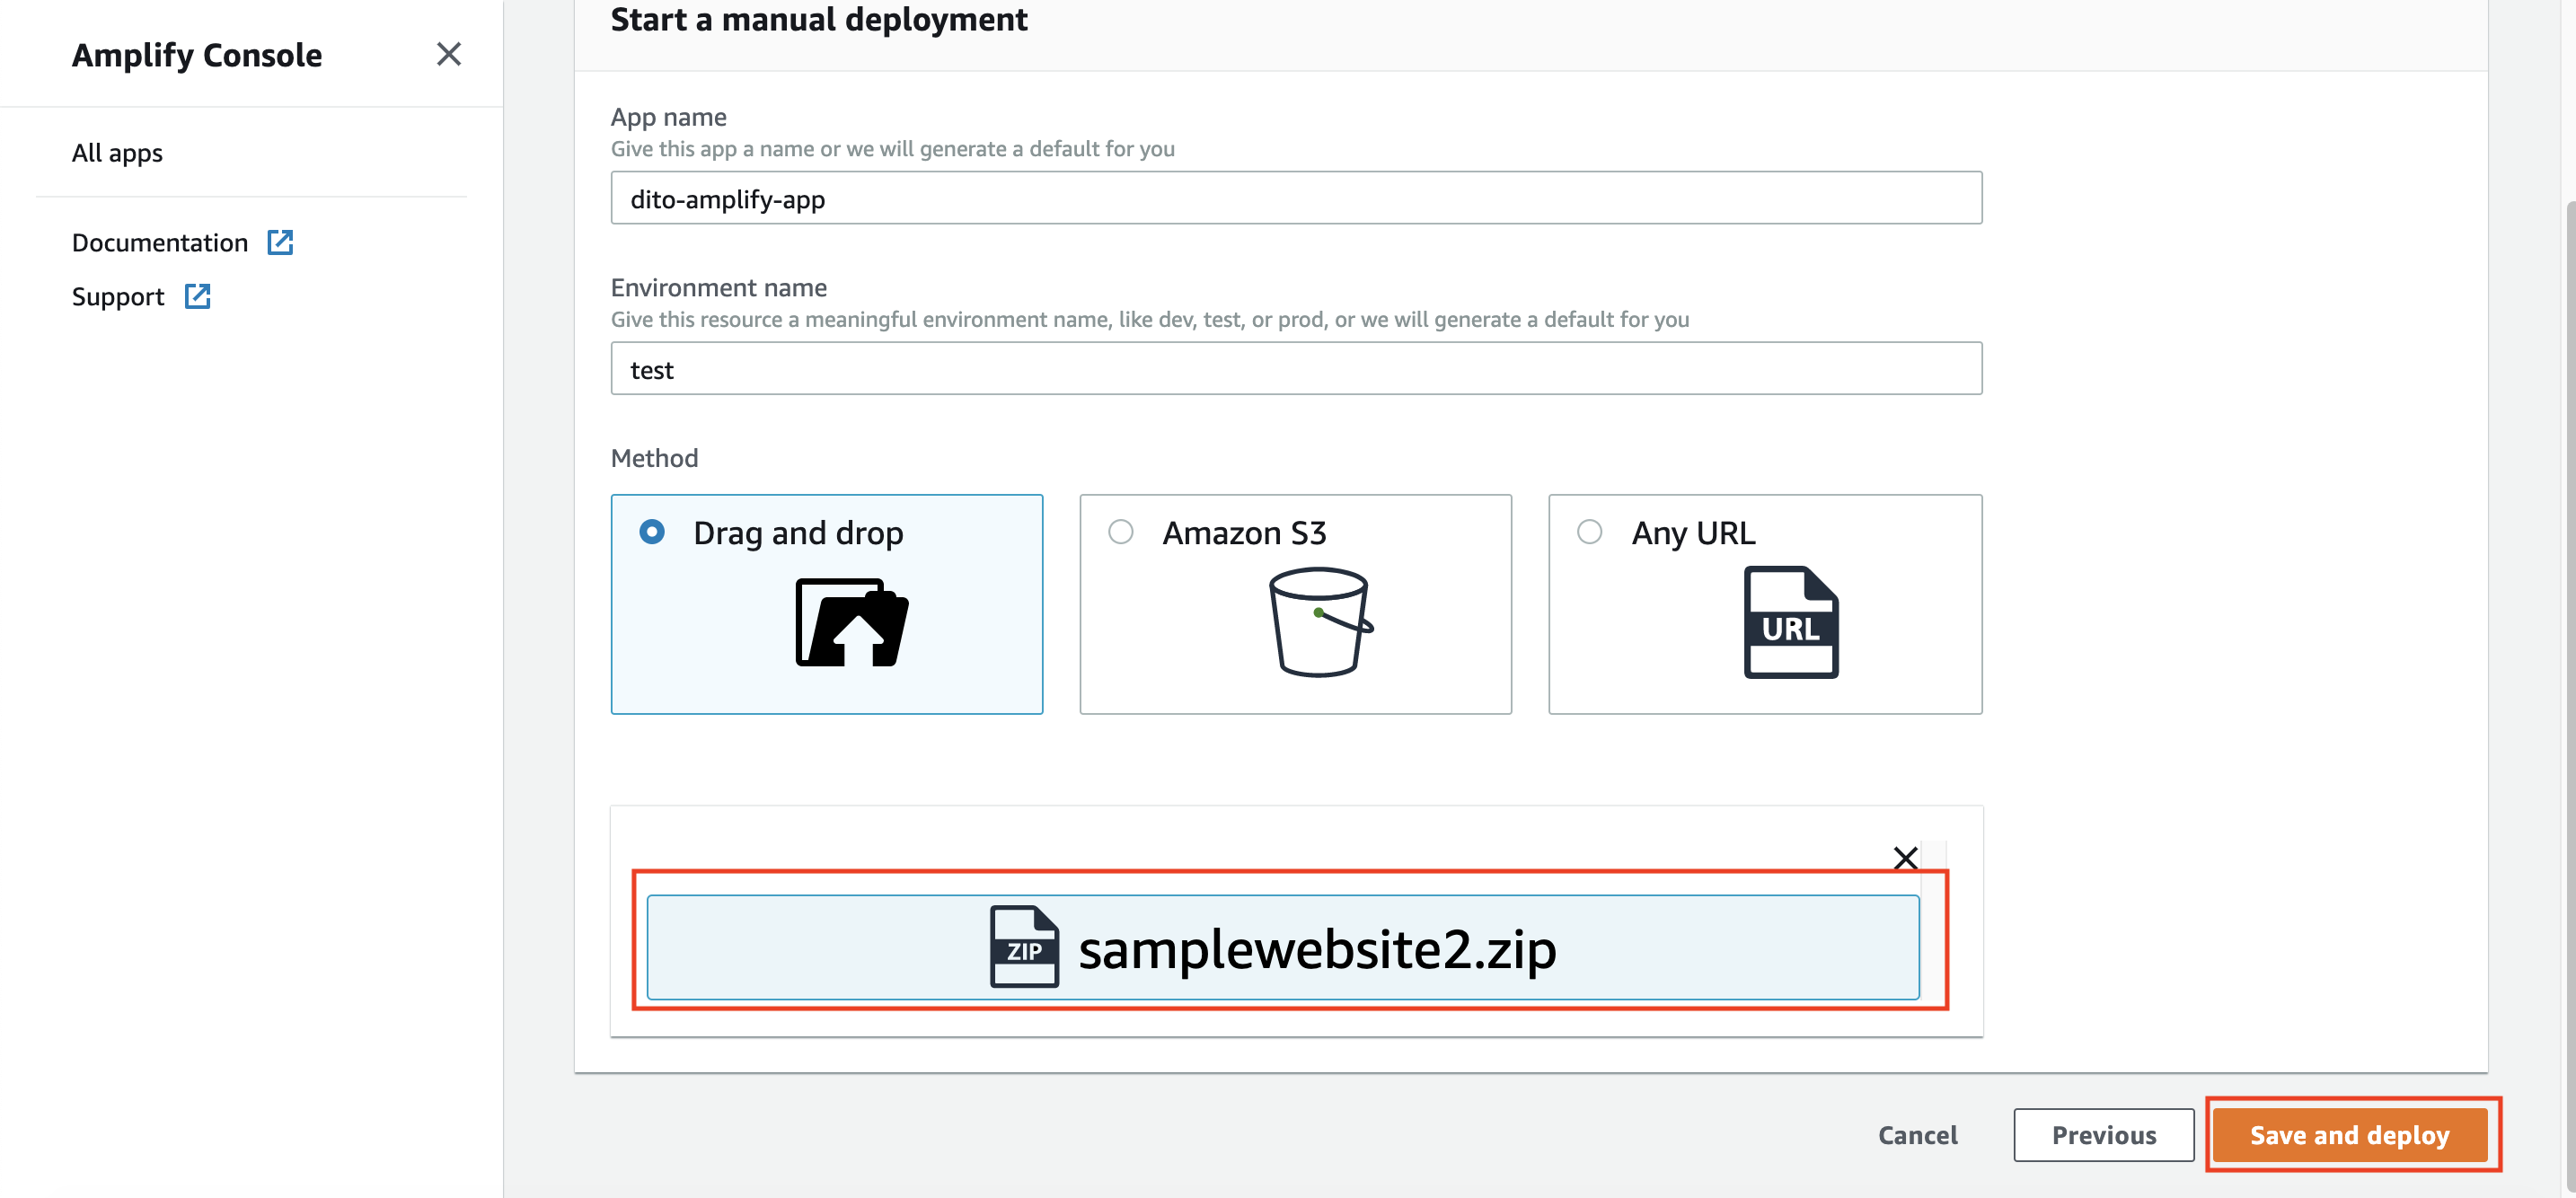 Amplify Console
All apps
Documentation
Support
Start a manual deployment
App name
Give this app a name or we will generate a default for you
dito-amplify-app
Environment name
Give this resource a meaningful environment name, like dev, test, or prod, or we will generate a default for you
test
Method
Drag and drop
Amazon S3
Any URL
URL
ZIP
samplewebsite2.zip
Cancel
Previous
Save and deploy